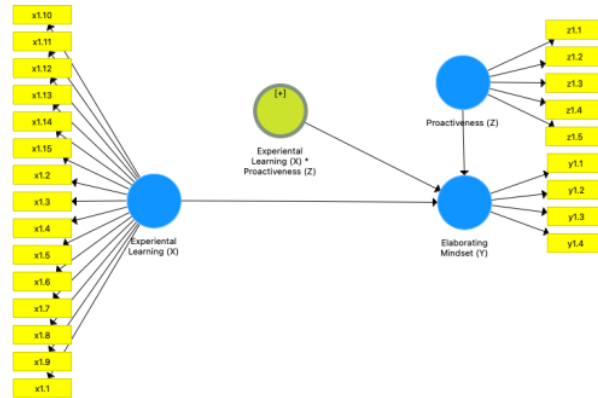 x1.10
x1.11
x1.12
x1.13
x1.14
x1.15
x1.2
x1.3
x1.4
x1.5
x1.6
x1.7
x1.8
x1.9
x1.1
Experiental
Learning (X)
[+]
Experiental
Learning (X) *
Proactiveness (Z)
Proactiveness (Z)
Elaborating
Mindset (Y)
z1.1
z1.2
z1.3
z1.4
z1.5
y1.1
y1.2
y1.3
y1.4